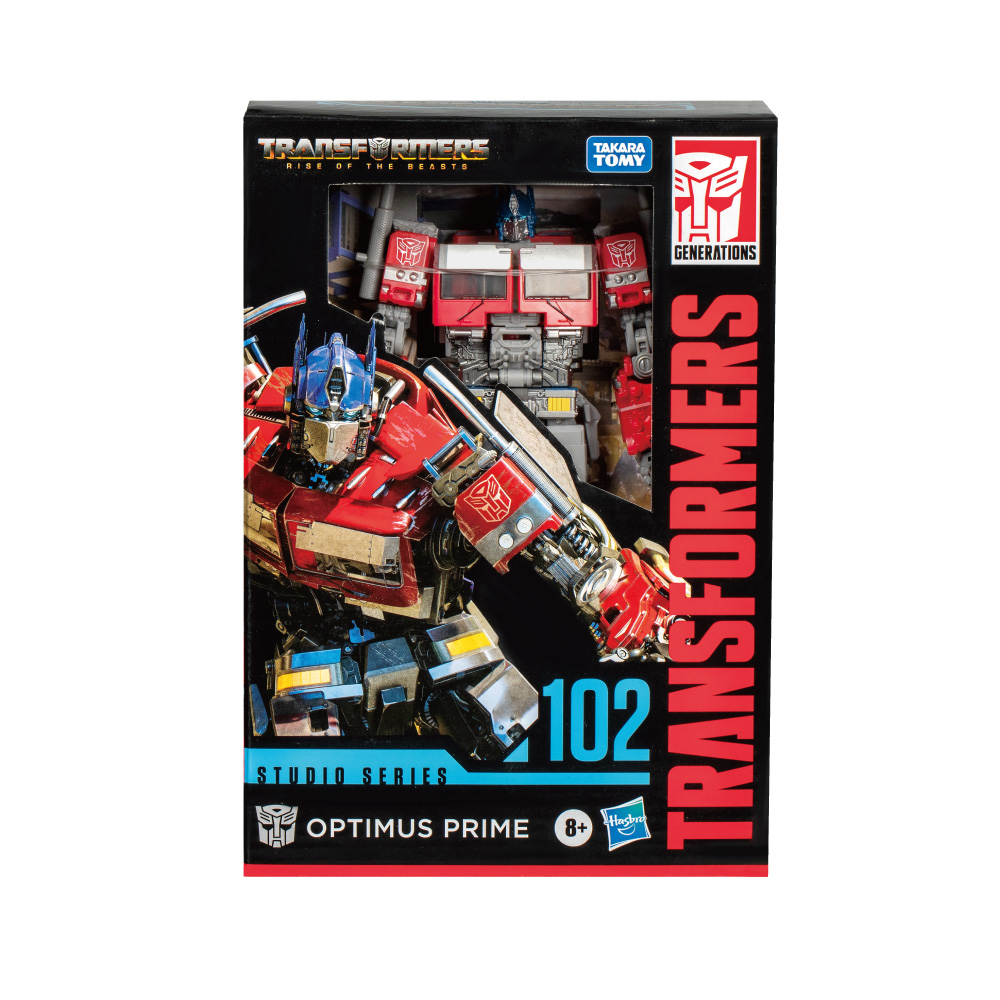 TRANSFORMERS
RISE OF THE BEASTS
TAKARA
TOMY
GENERATIONS
TRANSFORMERS
102
STUDIO SERIES
OPTIMUS PRIME
8+
Hasbro